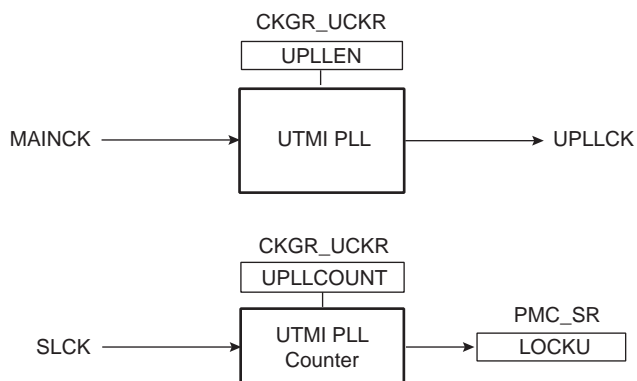 CKGR_UCKR
UPLLEN
MAINCK
UTMI PLL
UPLLCK
CKGR_UCKR
UPLLCOUNT
PMC_SR
SLCK
UTMI PLL
Counter
LOCKU